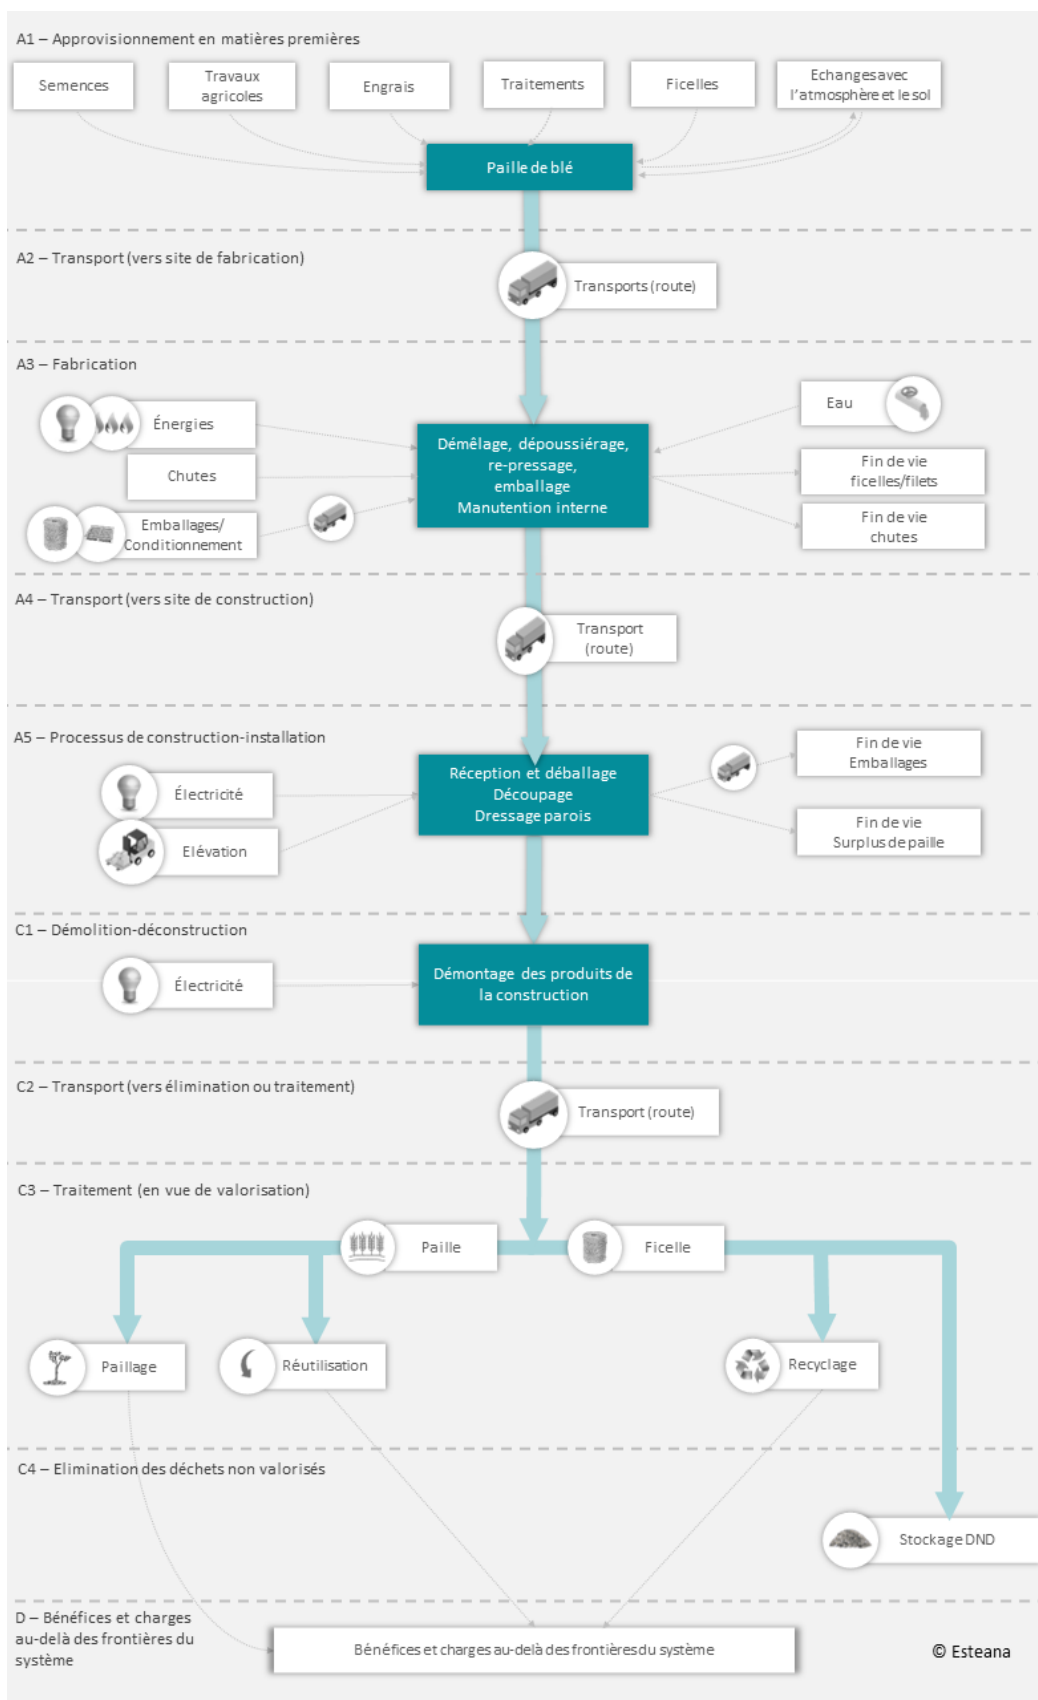 A1 – Approvisionnement en matières premières
Semences
Travaux
agricoles
Engrais
Traitements
Ficelles
Echanges avec
l’atmosphère et le sol
Paille de blé
A2 – Transport (vers site de fabrication)
Transports (route)
A3 – Fabrication
Énergies
Chutes
Emballages/
Conditionnement
Démêlage, dépoussiérage,
re-pressage,
emballage
Manutention interne
Eau
Fin de vie
ficelles/filets
Fin de vie
chutes
A4 – Transport (vers site de construction)
Transport
(route)
A5 – Processus de construction-installation
Électricité
Elévation
Réception et déballage
Découpage
Dressage parois
Fin de vie
Emballages
Fin de vie
Surplus de paille
C1 – Démolition-déconstruction
Électricité
Démontage des produits de
la construction
C2 – Transport (vers élimination ou traitement)
Transport (route)
C3 – Traitement (en vue de valorisation)
Paille
Ficelle
Paillage
Réutilisation
Recyclage
C4 – Elimination des déchets non valorisés
Stockage DND
D – Bénéfices et charges
au-delà des frontières du
système
Bénéfices et charges au-delà des frontières du système
© Esteana